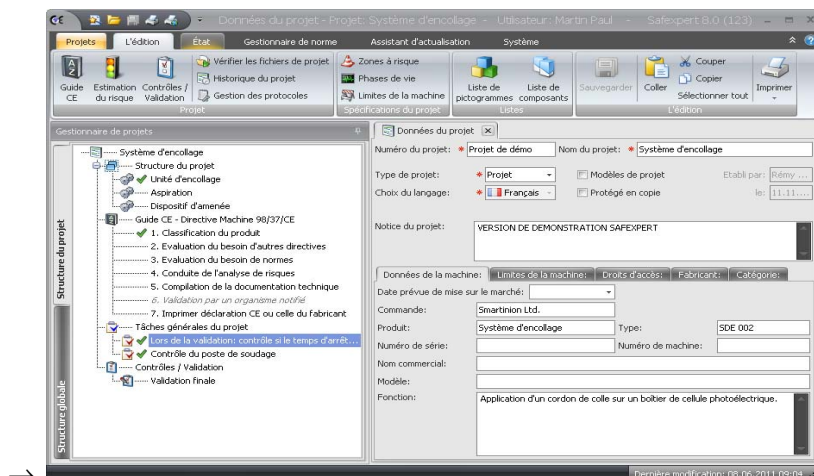 Données du projet - Projet: Système d'encollage - Utilisateur: Martin Paul - Safexpert 8.0 (123)
Projets L'édition État Gestionnaire de norme Assistant d'actualisation Système
Guide CE
Estimation du risque
Contrôles / Validation
Vérifier les fichiers de projet
Historique du projet
Gestion des protocoles
Projet
Zones à risque
Phases de vie
Limites de la machine
Spécifications du projet
Liste de pictogrammes
Liste de composants
Listes
Sauvegarder
Coller
Couper
Copier
Sélectionner tout
Imprimer
L'édition
Gestionnaire de projets
Structure du projet
Structure globale
Système d'encollage
Structure du projet
Unité d'encollage
Aspiration
Dispositif d'amenée
Guide CE - Directive Machine 98/37/CE
1. Classification du produit
2. Evaluation du besoin d'autres directives
3. Evaluation du besoin de normes
4. Conduite de l'analyse de risques
5. Compilation de la documentation technique
6. Validation par un organisme notifié
7. Imprimer déclaration CE ou celle du fabricant
Tâches générales du projet
Lors de la validation: contrôle si le temps d'arrêt...
Contrôle du poste de soudage
Contrôles / Validation
Validation finale
Données du projet
Numéro du projet: * Projet de démo Nom du projet: * Système d'encollage
Type de projet: * Projet Modèles de projet Etabli par: Rémy ...
Choix du langage: * Français Protégé en copie le: 11.11....
Notice du projet: VERSION DE DEMONSTRATION SAFEXPERT
Données de la machine: Limites de la machine: Droits d'accès: Fabricant: Catégorie:
Date prévue de mise sur le marché:
Commande: Smartinion Ltd.
Produit: Système d'encollage Type: SDE 002
Numéro de série: Numéro de machine:
Nom commercial:
Modèle:
Fonction: Application d'un cordon de colle sur un boîtier de cellule photoélectrique.
Dernière modification: 08.06.2011 09:04